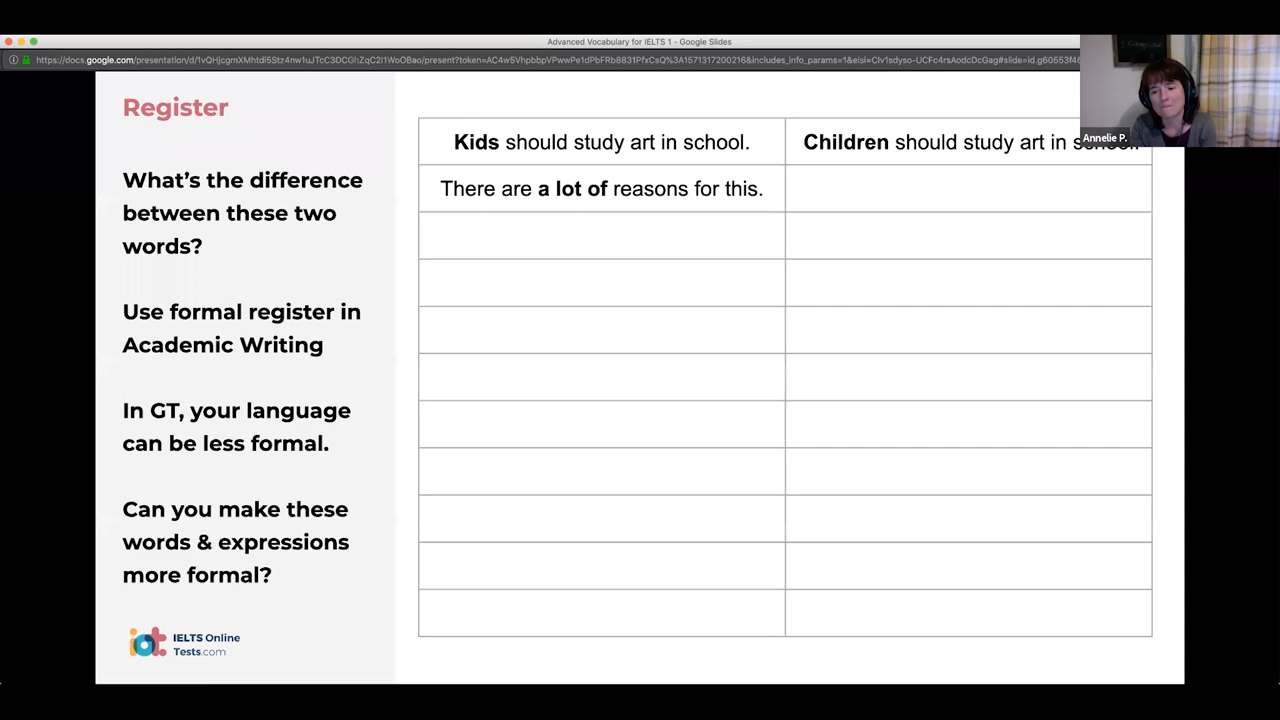 Advanced Vocabulary for IELTS 1 - Google Slides
Register
What's the difference
between these two
words?
Use formal register in
Academic Writing
In GT, your language
can be less formal.
Can you make these
words & expressions
more formal?
iot IELTS Online
Tests.com
Kids should study art in school.
Children should study art in school.
There are a lot of reasons for this.
Annelie P.